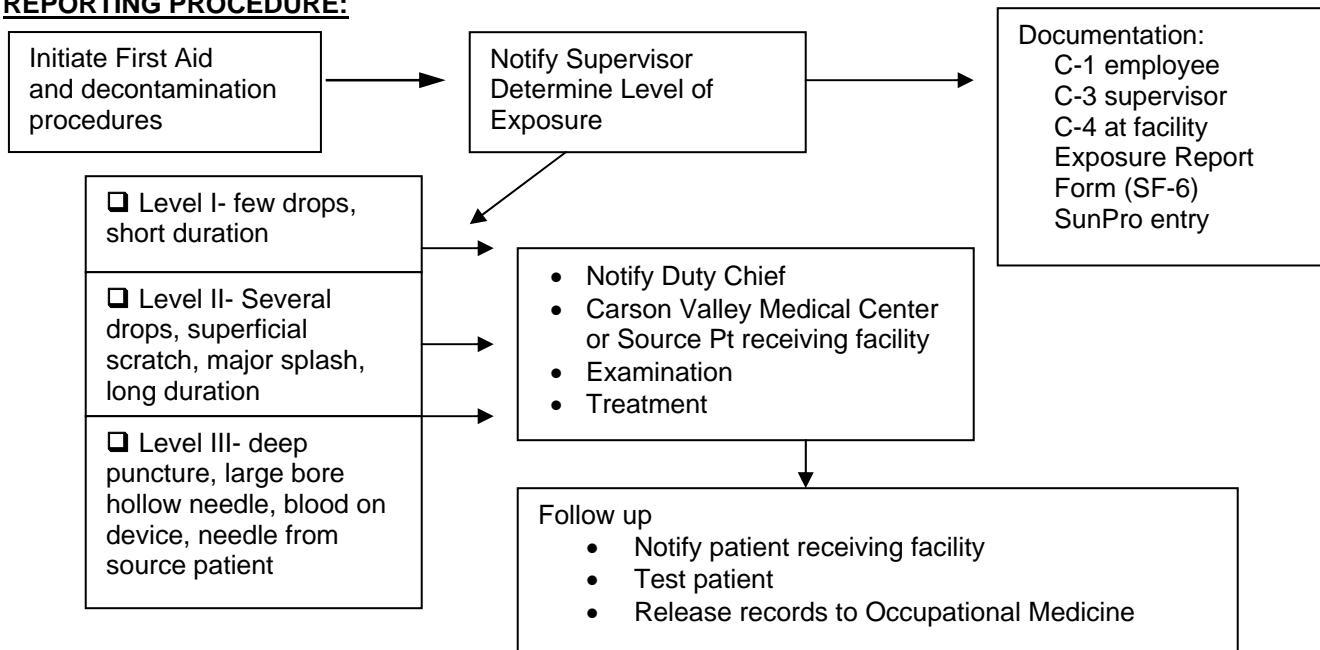 REPORTING PROCEDURE:
Initiate First Aid
and decontamination
procedures
Notify Supervisor
Determine Level of
Exposure
Documentation:
C-1 employee
C-3 supervisor
C-4 at facility
Exposure Report
Form (SF-6)
SunPro entry
❑ Level I- few drops,
short duration
❑ Level II- Several
drops, superficial
scratch, major splash,
long duration
❑ Level III- deep
puncture, large bore
hollow needle, blood on
device, needle from
source patient
• Notify Duty Chief
• Carson Valley Medical Center
or Source Pt receiving facility
• Examination
• Treatment
Follow up
• Notify patient receiving facility
• Test patient
• Release records to Occupational Medicine